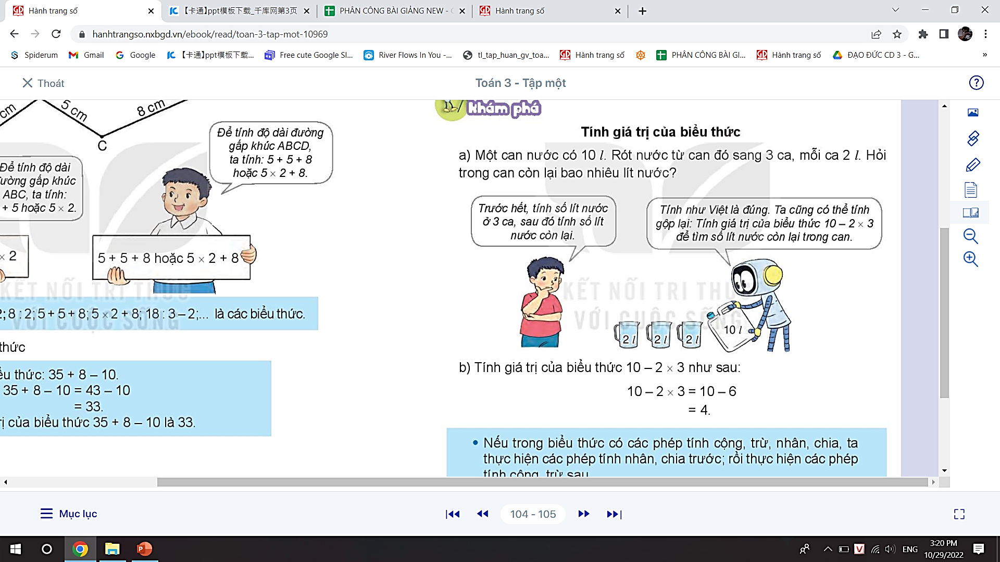 Hành trang số
【卡通】ppt模板下载_千库网第3页
PHÂN CÔNG BÀI GIẢNG NEW -
Hành trang số
hanhtrangso.nxbgd.vn/ebook/read/toan-3-tap-mot-10969
Spiderum
Gmail
Google
【卡通】ppt模板下载...
Free cute Google Sl...
River Flows In You -...
tl_tap_huan_gv_toa...
Hành trang số
PHÂN CÔNG BÀI GI...
Hành trang số
ĐẠO ĐỨC CD 3 - G...
»
Thoát
Toán 3 - Tập một
cm
5 cm
8 cm
C
Để tính độ dài đường
gấp khúc ABCD,
ta tính: 5 + 5 + 8
hoặc 5 × 2 + 8.
Để tính độ dài
ường gấp khúc
ABC, ta tính:
+ 5 hoặc 5 × 2.
× 2
5 + 5 + 8 hoặc 5 × 2 + 8
KẾT NỐI TRI THỨC
VỚI CUỘC SỐNG
2; 8 : 2; 5 + 5 + 8; 5 × 2 + 8; 18 : 3 – 2;... là các biểu thức.
thức
ểu thức: 35 + 8 – 10.
35 + 8 – 10 = 43 – 10
= 33.
rị của biểu thức 35 + 8 – 10 là 33.
khám phá
Tính giá trị của biểu thức
a) Một can nước có 10 l. Rót nước từ can đó sang 3 ca, mỗi ca 2 l. Hỏi
trong can còn lại bao nhiêu lít nước?
Trước hết, tính số lít nước
ở 3 ca, sau đó tính số lít
nước còn lại.
Tính như Việt là đúng. Ta cũng có thể tính
gộp lại: Tính giá trị của biểu thức 10 – 2 × 3
để tìm số lít nước còn lại trong can.
KẾT NỐI TRI THỨC
VỚI CUỘC SỐNG
2 l
2 l
2 l
10 l
b) Tính giá trị của biểu thức 10 – 2 × 3 như sau:
10 – 2 × 3 = 10 – 6
= 4.
• Nếu trong biểu thức có các phép tính cộng, trừ, nhân, chia, ta
thực hiện các phép tính nhân, chia trước; rồi thực hiện các phép
tính cộng, trừ sau
Mục lục
104 - 105
ENG
3:20 PM
10/29/2022